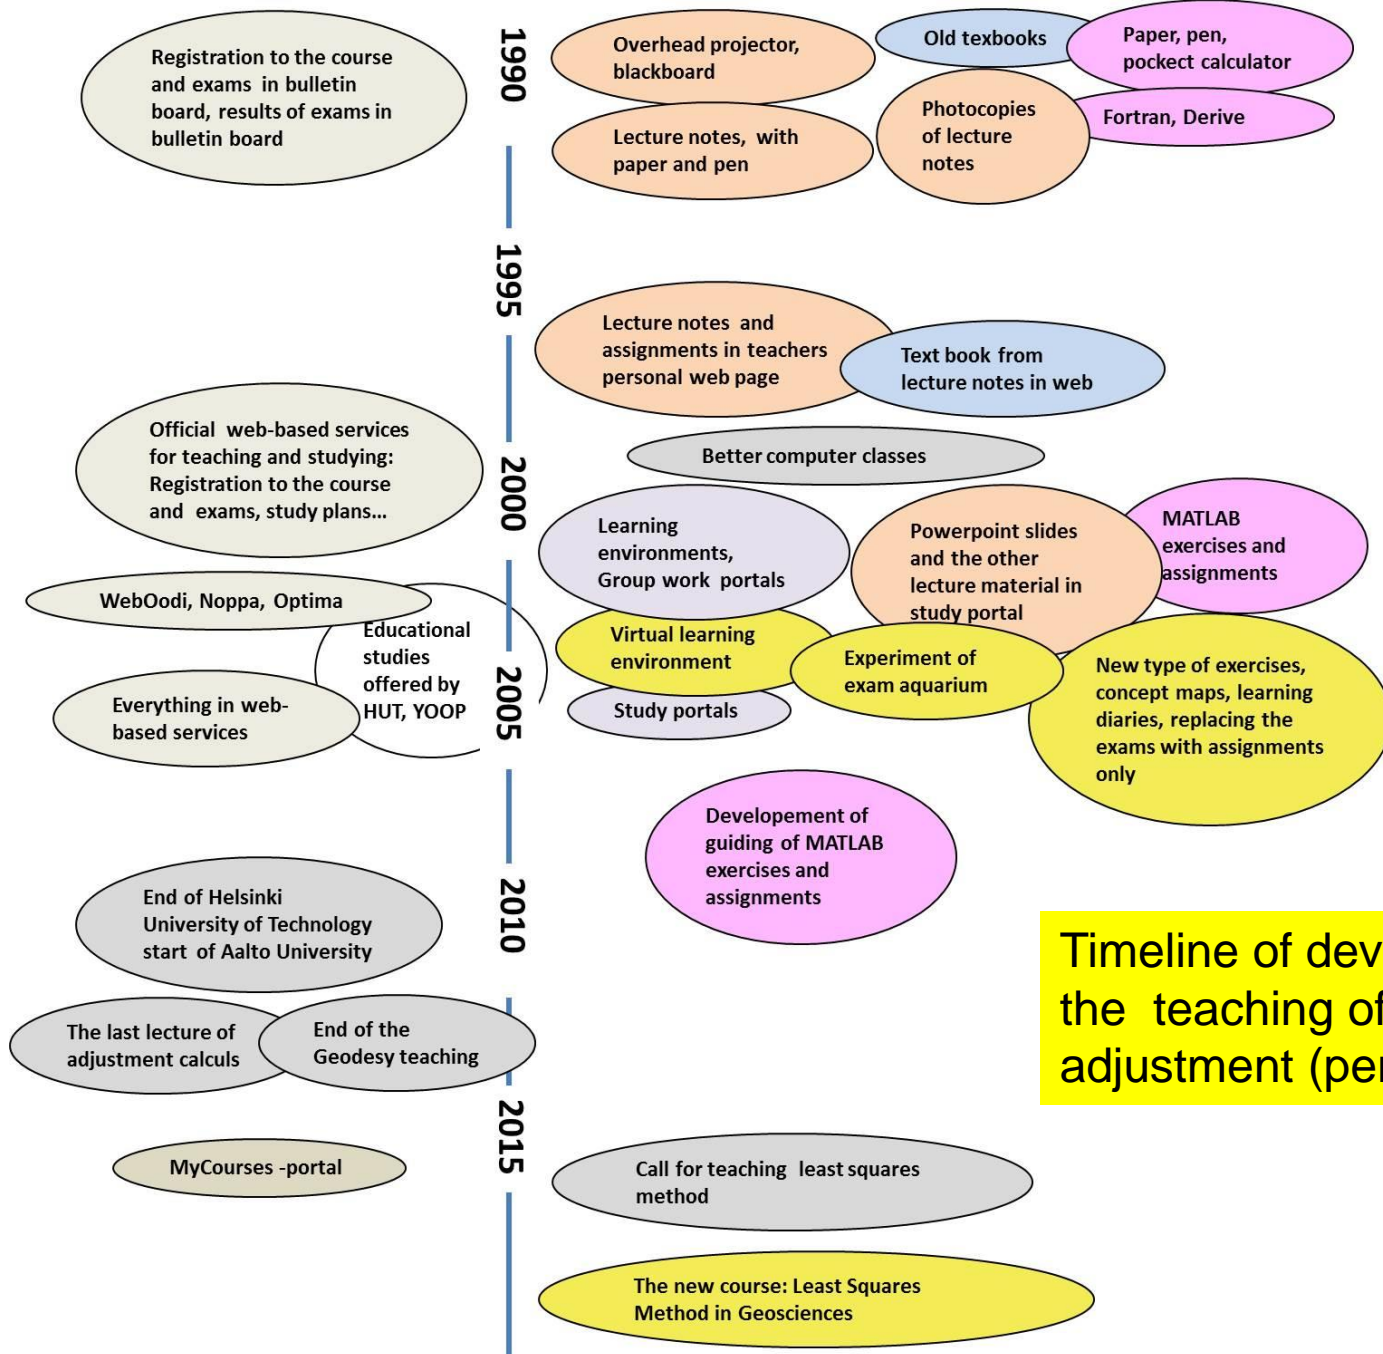 1990
Registration to the course
and exams in bulletin
board, results of exams in
bulletin board
Overhead projector,
blackboard
Old texbooks
Paper, pen,
pockect calculator
Lecture notes, with
paper and pen
Photocopies
of lecture
notes
Fortran, Derive
1995
Lecture notes and
assignments in teachers
personal web page
Text book from
lecture notes in web
Official web-based services
for teaching and studying:
Registration to the course
and exams, study plans...
2000
Better computer classes
Learning
environments,
Group work portals
Powerpoint slides
and the other
lecture material in
study portal
MATLAB
exercises and
assignments
WebOodi, Noppa, Optima
Educational
studies
offered by
HUT, YOOP
Everything in web-
based services
2005
Virtual learning
environment
Experiment of
exam aquarium
Study portals
New type of exercises,
concept maps, learning
diaries, replacing the
exams with assignments
only
Developement of
guiding of MATLAB
exercises and
assignments
2010
End of Helsinki
University of Technology
start of Aalto University
The last lecture of
adjustment calculs
End of the
Geodesy teaching
Timeline of dev
the teaching of
adjustment (per
2015
MyCourses -portal
Call for teaching least squares
method
The new course: Least Squares
Method in Geosciences